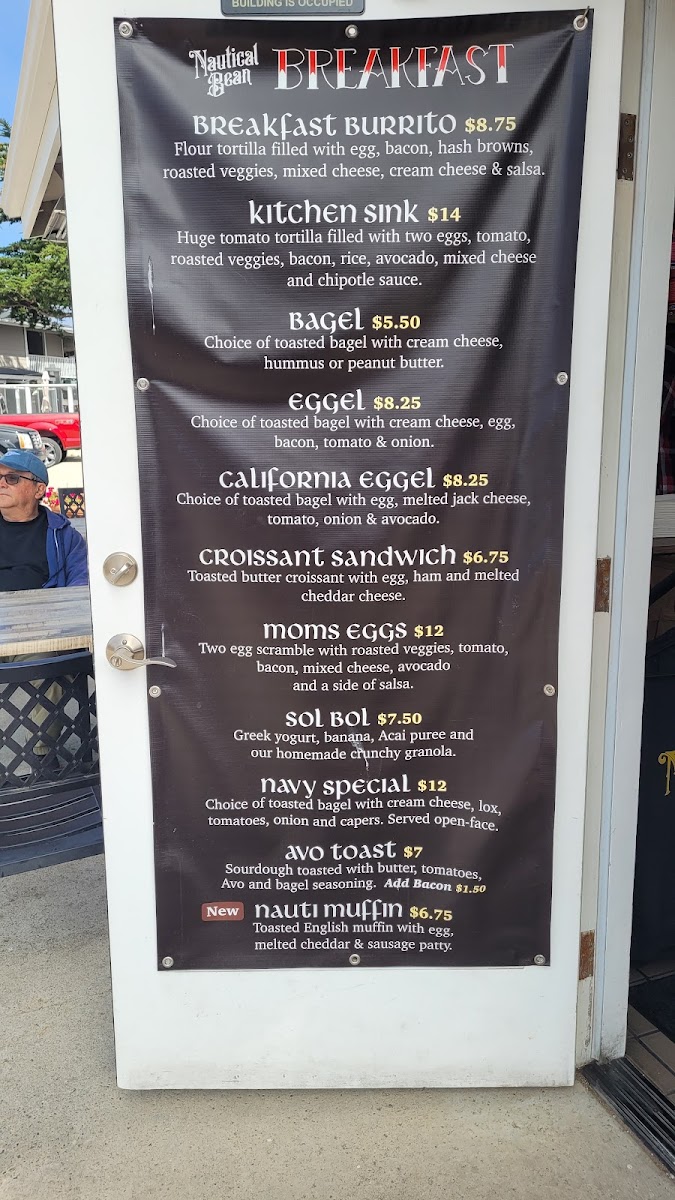 BUILDING IS OCCUPIED
Nautical
Bean
BREAKFAST
BREAKFAST BURRITO $8.75
Flour tortilla filled with egg, bacon, hash browns,
roasted veggies, mixed cheese, cream cheese & salsa.
KITCHEN SINK $14
Huge tomato tortilla filled with two eggs, tomato,
roasted veggies, bacon, rice, avocado, mixed cheese
and chipotle sauce.
BAGEL $5.50
Choice of toasted bagel with cream cheese,
hummus or peanut butter.
EGGEL $8.25
Choice of toasted bagel with cream cheese, egg,
bacon, tomato & onion.
CALIFORNIA EGGEL $8.25
Choice of toasted bagel with egg, melted jack cheese,
tomato, onion & avocado.
CROISSANT SANDWICH $6.75
Toasted butter croissant with egg, ham and melted
cheddar cheese.
MOMS EGGS $12
Two egg scramble with roasted veggies, tomato,
bacon, mixed cheese, avocado
and a side of salsa.
SOL BOL $7.50
Greek yogurt, banana, Acai puree and
our homemade crunchy granola.
NAVY SPECIAL $12
Choice of toasted bagel with cream cheese, lox,
tomatoes, onion and capers. Served open-face.
AVO TOAST $7
Sourdough toasted with butter, tomatoes,
Avo and bagel seasoning. Add Bacon $1.50
New NAUTI MUFFIN $6.75
Toasted English muffin with egg,
melted cheddar & sausage patty.